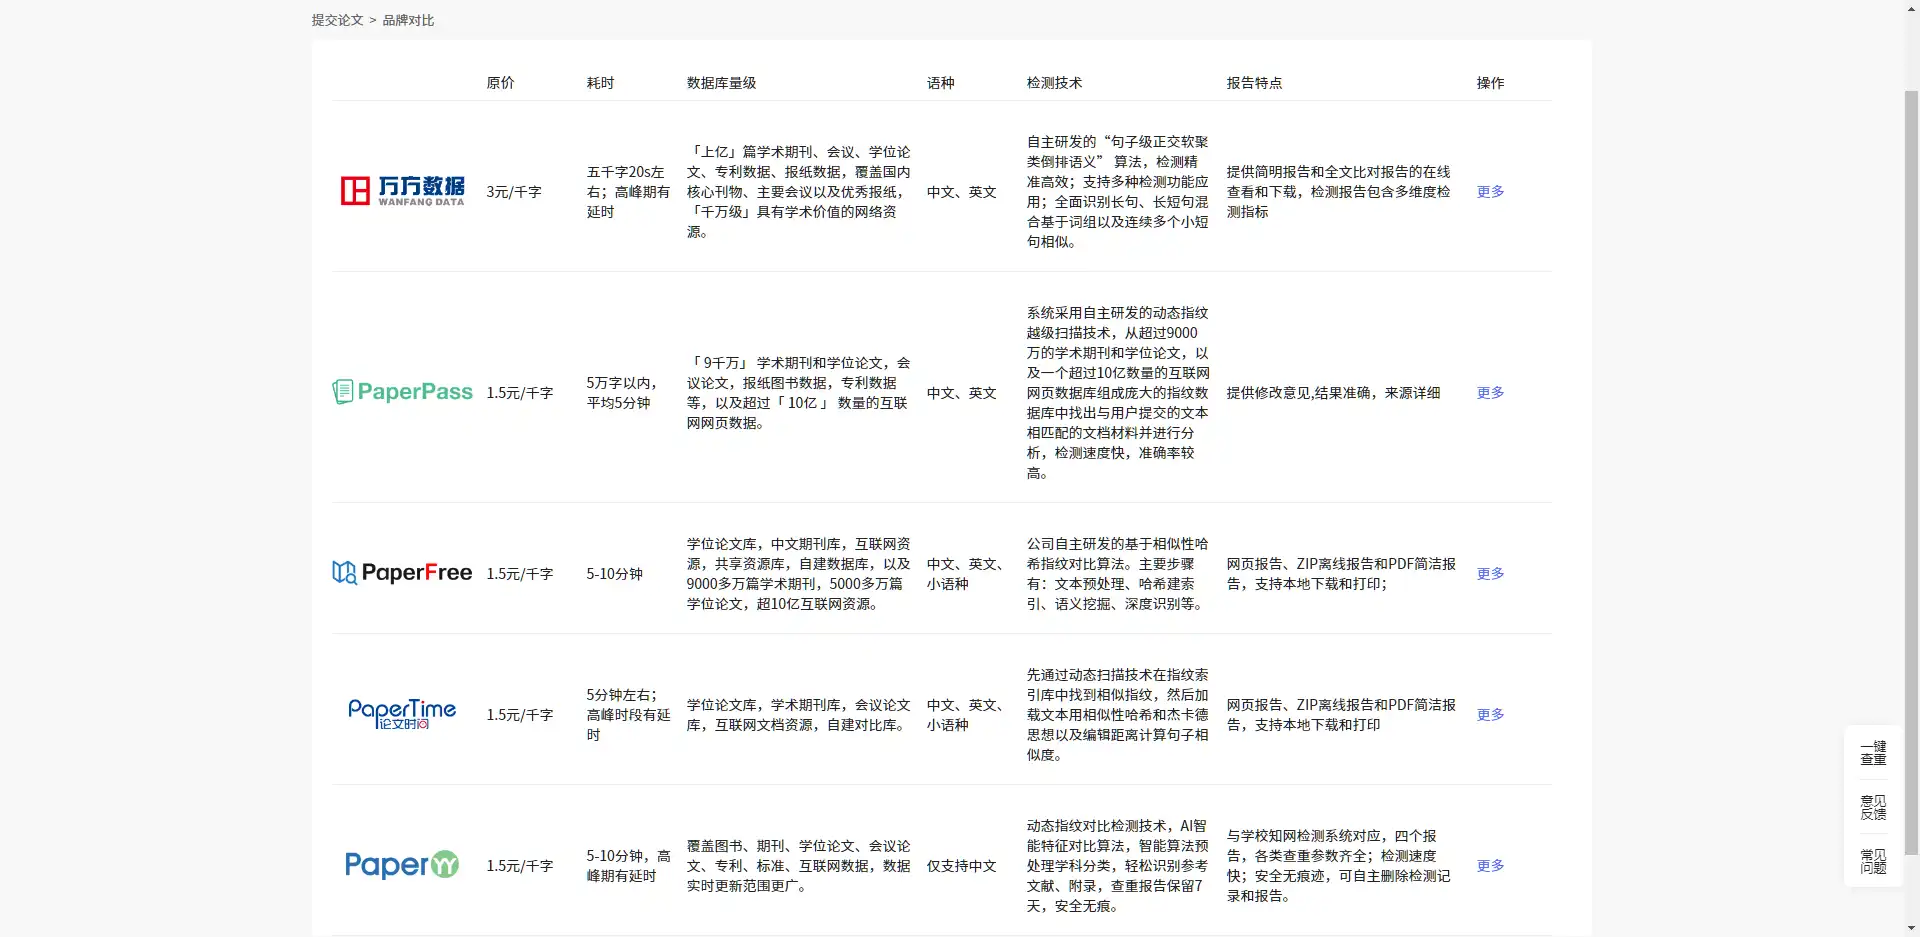 提交论文 > 品牌对比
原价 耗时 数据库量级 语种 检测技术 报告特点 操作
万方数据
WANFANG DATA
3元/千字
五千字20s左
右；高峰期有
延时
「上亿」篇学术期刊、会议、学位论
文、专利数据、报纸数据，覆盖国内
核心刊物、主要会议以及优秀报纸，
「千万级」具有学术价值的网络资
源。
中文、英文
自主研发的“句子级正交软聚
类倒排语义” 算法，检测精
准高效；支持多种检测功能应
用；全面识别长句、长短句混
合基于词组以及连续多个小短
句相似。
提供简明报告和全文比对报告的在线
查看和下载，检测报告包含多维度检
测指标
更多
PaperPass
1.5元/千字
5万字以内，
平均5分钟
「 9千万」 学术期刊和学位论文，会
议论文，报纸图书数据，专利数据
等，以及超过「 10亿 」 数量的互联
网网页数据。
中文、英文
系统采用自主研发的动态指纹
越级扫描技术，从超过9000
万的学术期刊和学位论文，以
及一个超过10亿数量的互联网
网页数据库组成庞大的指纹数
据库中找出与用户提交的文本
相匹配的文档材料并进行分
析，检测速度快，准确率较
高。
提供修改意见,结果准确，来源详细
更多
PaperFree
1.5元/千字
5-10分钟
学位论文库，中文期刊库，互联网资
源，共享资源库，自建数据库，以及
9000多万篇学术期刊，5000多万篇
学位论文，超10亿互联网资源。
中文、英文、
小语种
公司自主研发的基于相似性哈
希指纹对比算法。主要步骤
有：文本预处理、哈希建索
引、语义挖掘、深度识别等。
网页报告、ZIP离线报告和PDF简洁报
告，支持本地下载和打印；
更多
PaperTime
论文时间
1.5元/千字
5分钟左右；
高峰时段有延
时
学位论文库，学术期刊库，会议论文
库，互联网文档资源，自建对比库。
中文、英文、
小语种
先通过动态扫描技术在指纹索
引库中找到相似指纹，然后加
载文本用相似性哈希和杰卡德
思想以及编辑距离计算句子相
似度。
网页报告、ZIP离线报告和PDF简洁报
告，支持本地下载和打印
更多
PaperYY
1.5元/千字
5-10分钟，高
峰期有延时
覆盖图书、期刊、学位论文、会议论
文、专利、标准、互联网数据，数据
实时更新范围更广。
仅支持中文
动态指纹对比检测技术，AI智
能特征对比算法，智能算法预
处理学科分类，轻松识别参考
文献、附录，查重报告保留7
天，安全无痕。
与学校知网检测系统对应，四个报
告，各类查重参数齐全；检测速度
快；安全无痕迹，可自主删除检测记
录和报告。
更多
一键
查重
意见
反馈
常见
问题